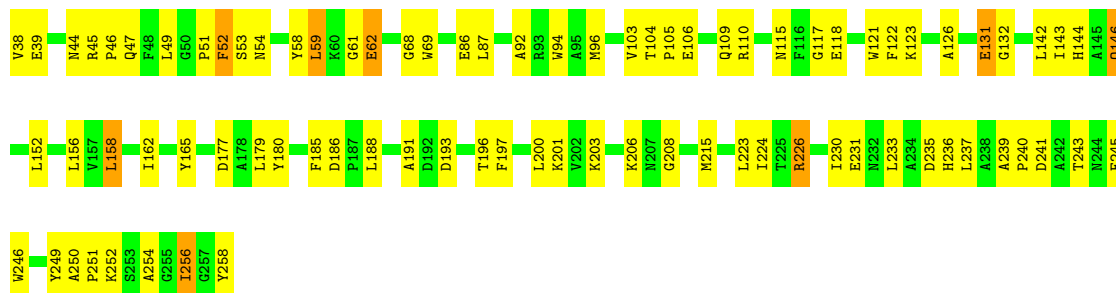 V38 E39 N44 R45 P46 Q47 F48 L49 G50 P51 F52 S53 N54 Y58 L59 K60 G61 E62 G68 W69 E86 L87 A92 R93 W94 A95 M96 V103 T104 P105 E106 Q109 R110 N115 F116 G117 E118 W121 F122 K123 A126 E131 G132 L142 I143 H144 A145
L152 L156 V157 L158 I162 Y165 D177 A178 L179 Y180 F185 D186 P187 L188 A191 D192 D193 T196 F197 L200 K201 V202 K203 K206 N207 G208 M215 L223 I224 T225 R226 I230 E231 N232 L233 A234 D235 H236 L237 A238 A239 P240 D241 A242 T243 N244
W246 Y249 A250 P251 K252 S253 A254 G255 I256 G257 Y258